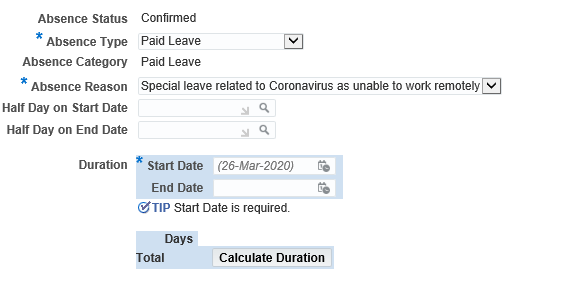 Absence Status Confirmed
* Absence Type Paid Leave
Absence Category Paid Leave
* Absence Reason Special leave related to Coronavirus as unable to work remotely
Half Day on Start Date
Half Day on End Date
Duration * Start Date (26-Mar-2020)
End Date
TIP Start Date is required.
Days
Total Calculate Duration